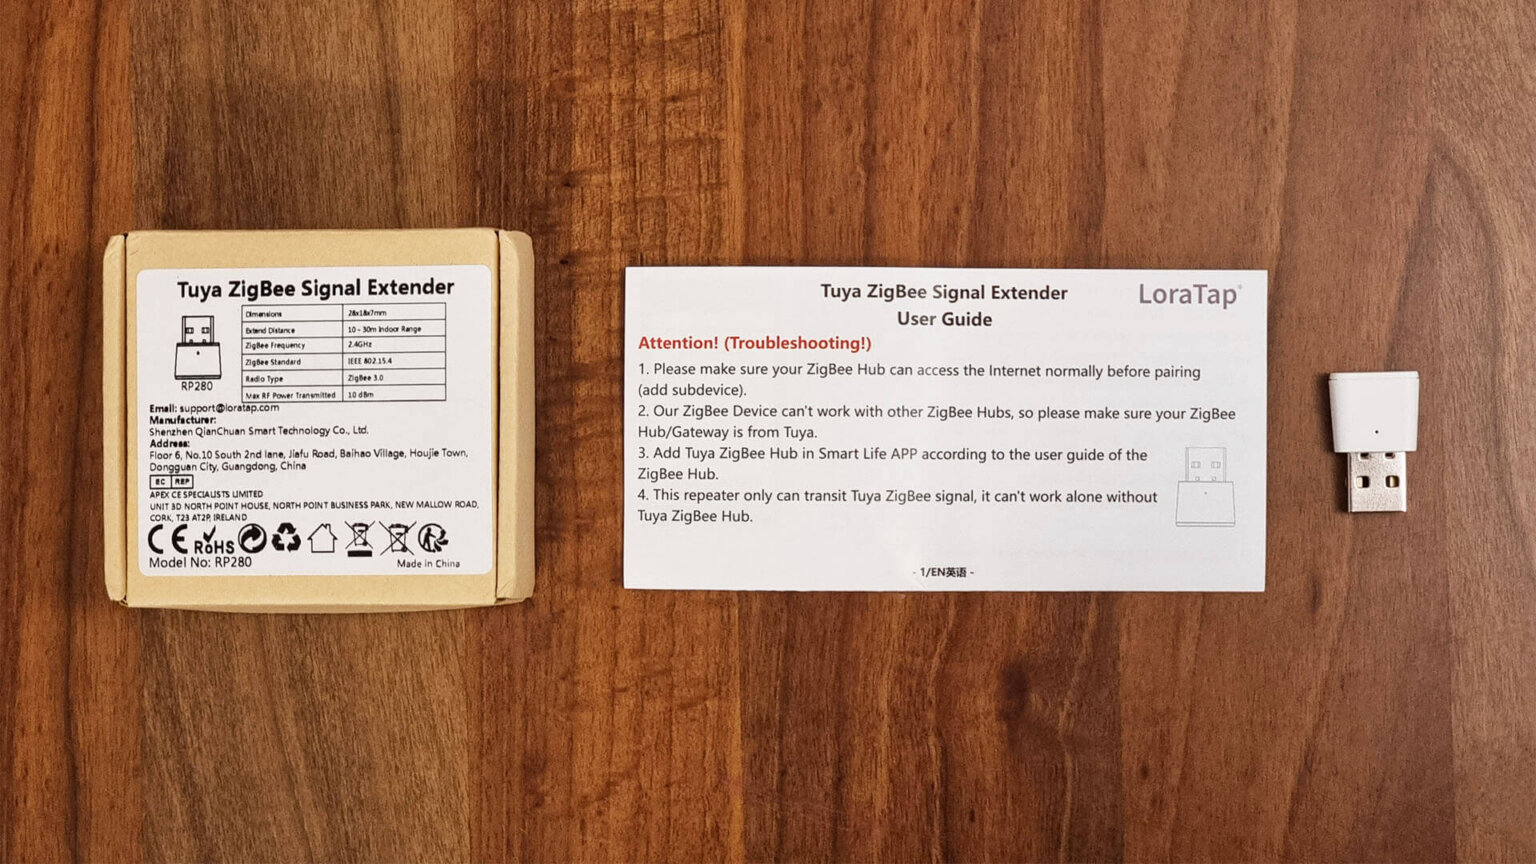 Tuya ZigBee Signal Extender
Dimensions 28x18x7mm
Extend Distance 10 - 30m Indoor Range
ZigBee Frequency 2.4GHz
ZigBee Standard IEEE 802.15.4
Radio Type ZigBee 3.0
Max RF Power Transmitted 10 dBm
RP280
Email: support@loratap.com
Manufacturer:
Shenzhen QianChuan Smart Technology Co., Ltd.
Address:
Floor 6, No.10 South 2nd lane, Jiafu Road, Baihao Village, Houjie Town,
Dongguan City, Guangdong, China
EC REP
APEX CE SPECIALISTS LIMITED
UNIT 3D NORTH POINT HOUSE, NORTH POINT BUSINESS PARK, NEW MALLOW ROAD,
CORK, T23 AT2P, IRELAND
CE RoHS
Model No: RP280
Made in China
Tuya ZigBee Signal Extender
User Guide
LoraTap®
Attention! (Troubleshooting!)
1. Please make sure your ZigBee Hub can access the Internet normally before pairing
(add subdevice).
2. Our ZigBee Device can't work with other ZigBee Hubs, so please make sure your ZigBee
Hub/Gateway is from Tuya.
3. Add Tuya ZigBee Hub in Smart Life APP according to the user guide of the
ZigBee Hub.
4. This repeater only can transit Tuya ZigBee signal, it can't work alone without
Tuya ZigBee Hub.
- 1/EN英语 -